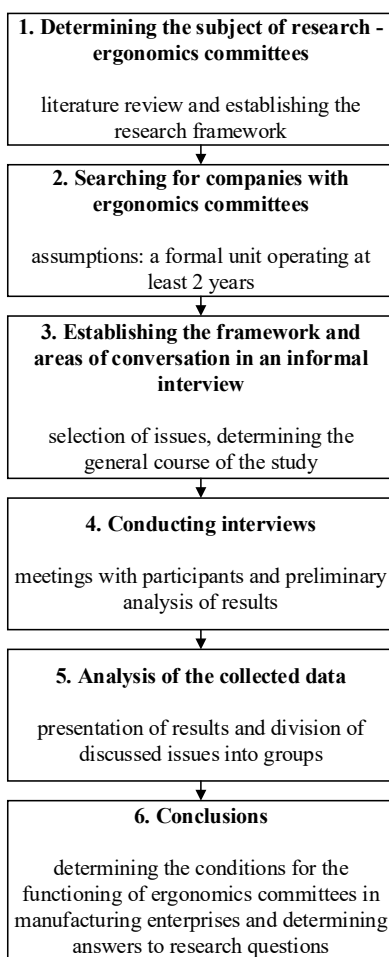 1. Determining the subject of research -
ergonomics committees
literature review and establishing the
research framework
2. Searching for companies with
ergonomics committees
assumptions: a formal unit operating at
least 2 years
3. Establishing the framework and
areas of conversation in an informal
interview
selection of issues, determining the
general course of the study
4. Conducting interviews
meetings with participants and preliminary
analysis of results
5. Analysis of the collected data
presentation of results and division of
discussed issues into groups
6. Conclusions
determining the conditions for the
functioning of ergonomics committees in
manufacturing enterprises and determining
answers to research questions